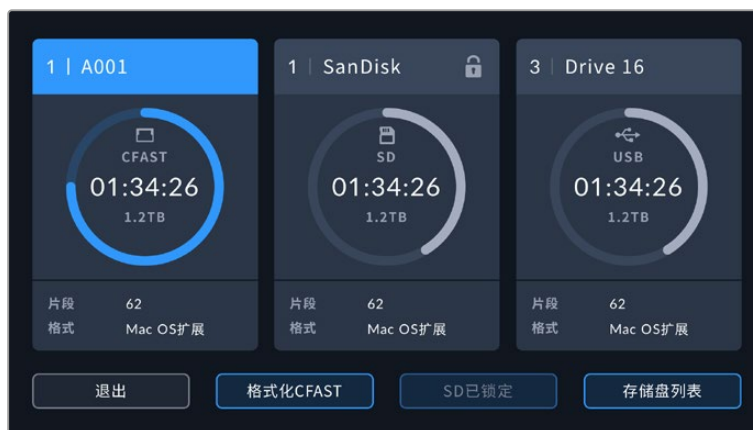 1 | A001
CFAST
01:34:26
1.2TB
片段 62
格式 Mac OS扩展
1 | SanDisk
SD
01:34:26
1.2TB
片段 62
格式 Mac OS扩展
3 | Drive 16
USB
01:34:26
1.2TB
片段 62
格式 Mac OS扩展
退出
格式化CFAST
SD已锁定
存储盘列表